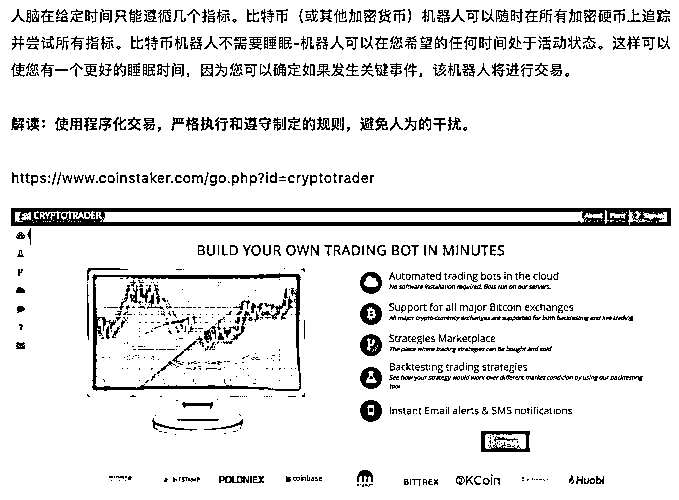 人脑在给定时间只能遵循几个指标。比特币（或其他加密货币）机器人可以随时在所有加密硬币上追踪
并尝试所有指标。比特币机器人不需要睡眠-机器人可以在您希望的任何时间处于活动状态。这样可以
使您有一个更好的睡眠时间，因为您可以确定如果发生关键事件，该机器人将进行交易。
解读：使用程序化交易，严格执行和遵守制定的规则，避免人为的干扰。
https://www.coinstaker.com/go.php?id=cryptotrader
CRYPTOTRADER
BUILD YOUR OWN TRADING BOT IN MINUTES
Automated trading bots in the cloud
No software installation required. Bots run on our servers.
Support for all major Bitcoin exchanges
All major crypto-currency exchanges are supported for both backtesting and live trading
Strategies Marketplace
The place where trading strategies can be bought and sold
Backtesting trading strategies
See how your strategy would work over different market condition by using our backtesting
tool
Instant Email alerts & SMS notifications
BITSTAMP POLONIEX coinbase BITTREX OKCoin Huobi